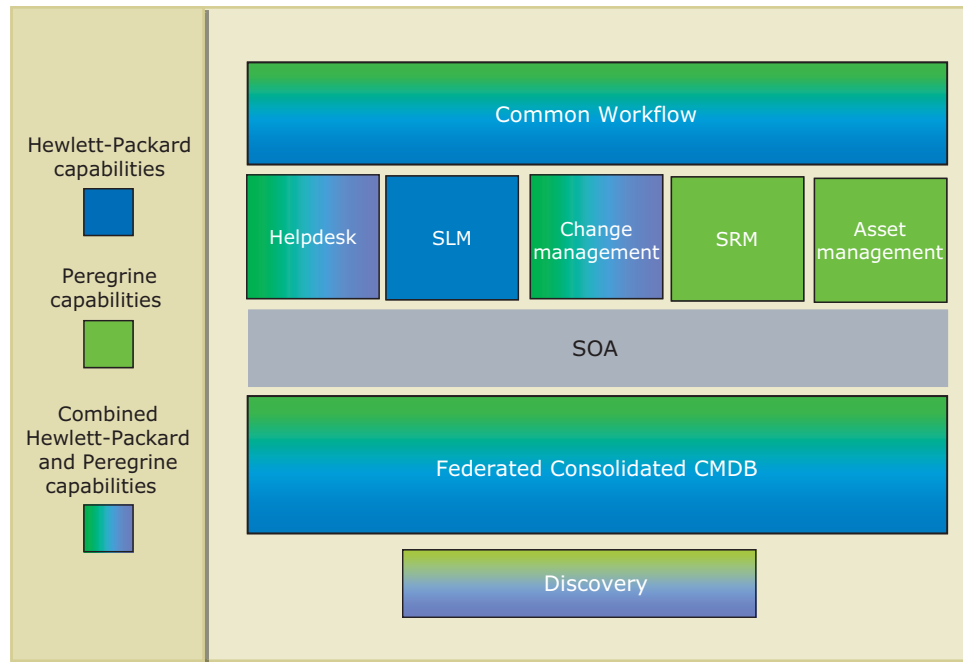 Hewlett-Packard
capabilities
Peregrine
capabilities
Combined
Hewlett-Packard
and Peregrine
capabilities
Common Workflow
Helpdesk
SLM
Change
management
SRM
Asset
management
SOA
Federated Consolidated CMDB
Discovery